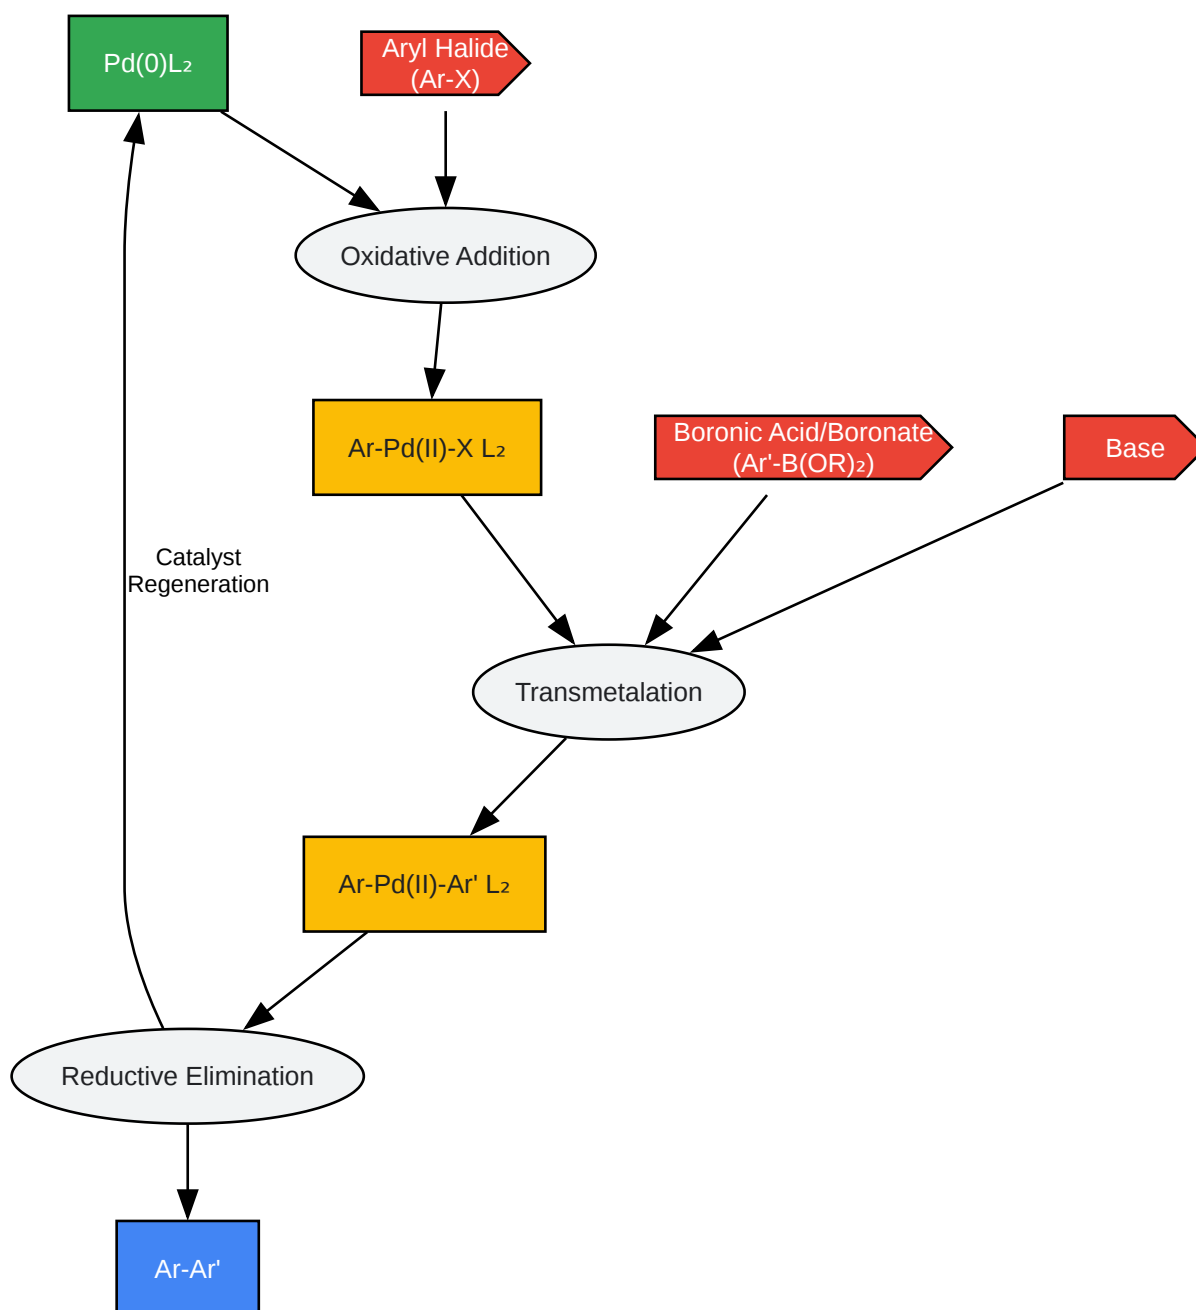 Pd(0)L₂
Aryl Halide
(Ar-X)
Oxidative Addition
Ar-Pd(II)-X L₂
Boronic Acid/Boronate
(Ar'-B(OR)₂)
Base
Catalyst
Regeneration
Transmetalation
Ar-Pd(II)-Ar' L₂
Reductive Elimination
Ar-Ar'